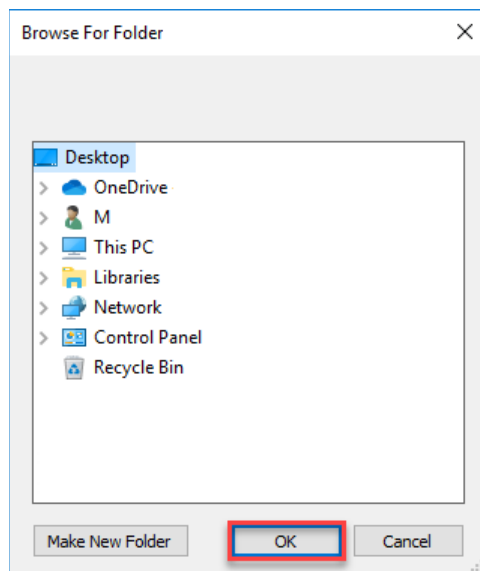 Browse For Folder
Desktop
OneDrive
M
This PC
Libraries
Network
Control Panel
Recycle Bin
Make New Folder OK Cancel